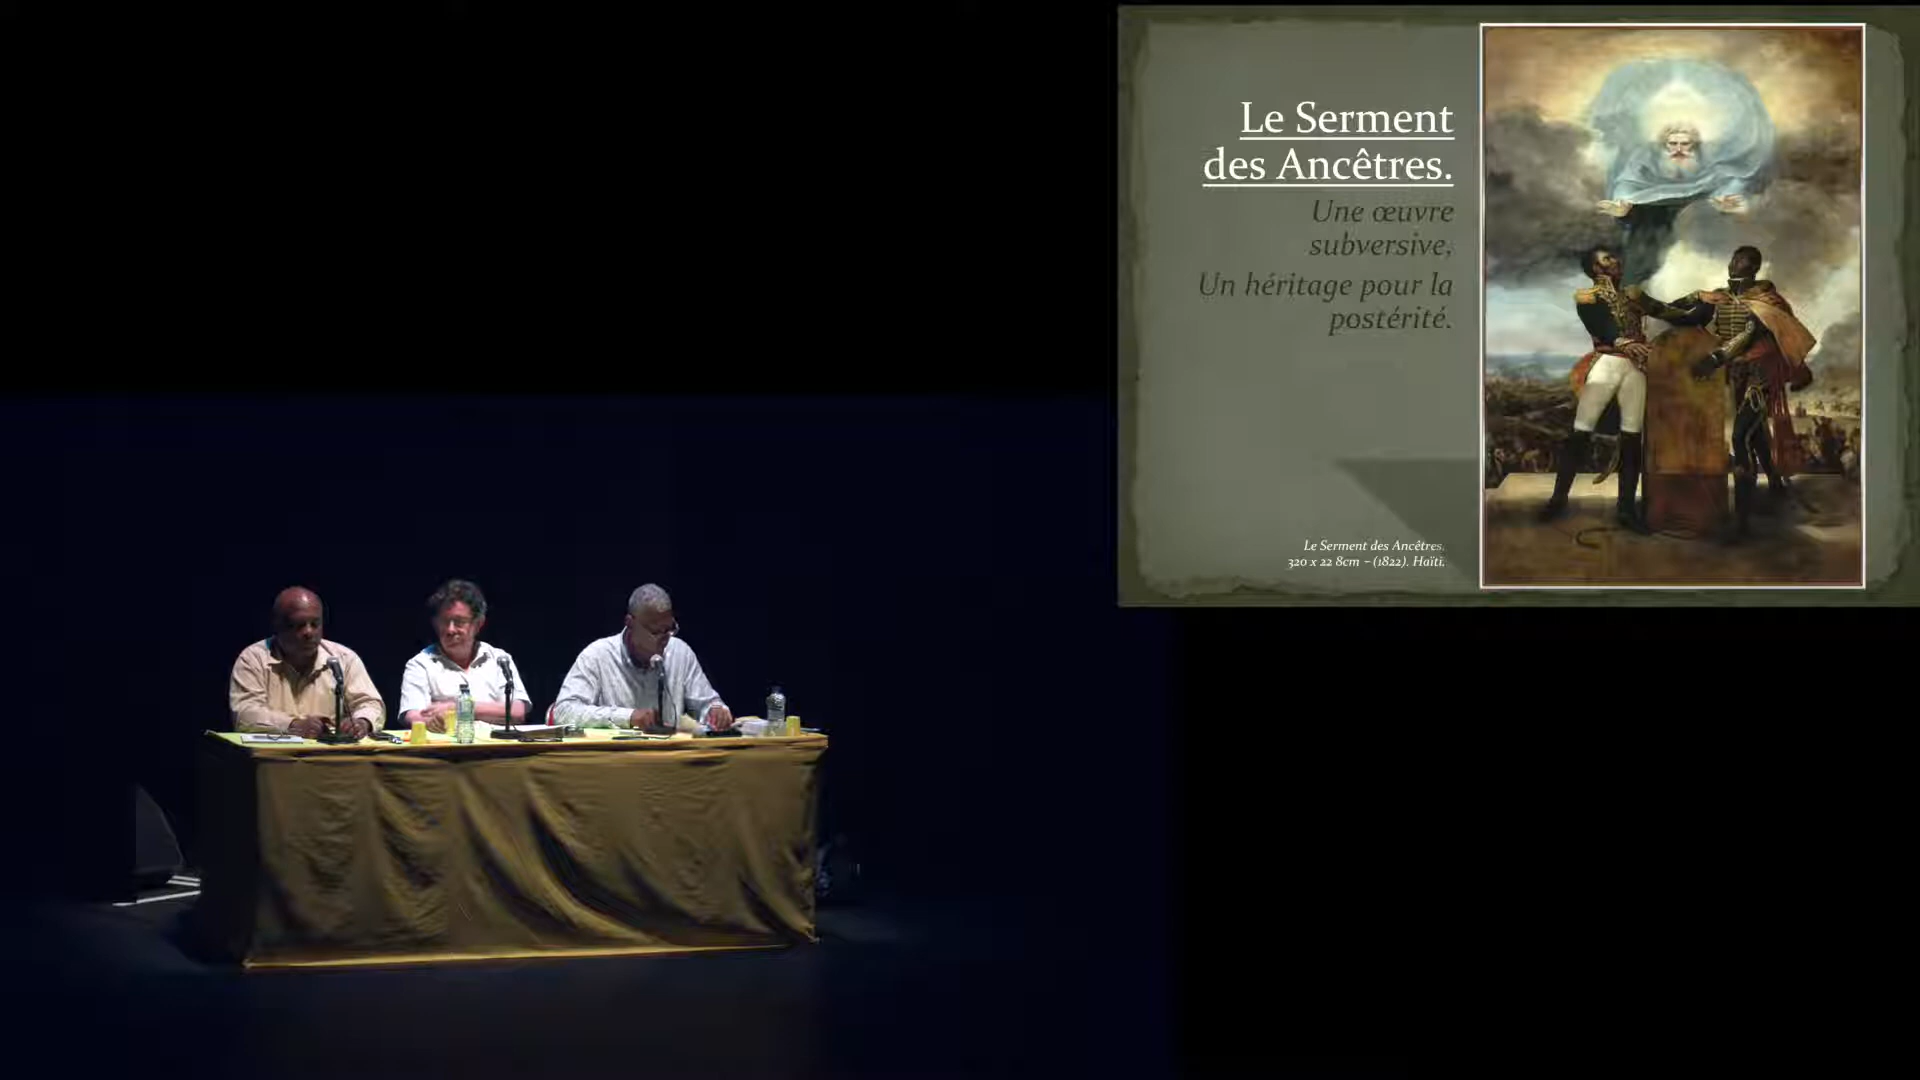 Le Serment
des Ancêtres.
Une œuvre
subversive,
Un héritage pour la
postérité.
Le Serment des Ancêtres.
320 x 22 8cm – (1822). Haïti.